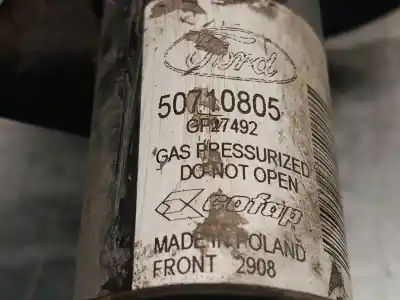 Ford
50710805
GP27492
GAS PRESSURIZED
DO NOT OPEN
cofap
MADE IN POLAND
FRONT 2908